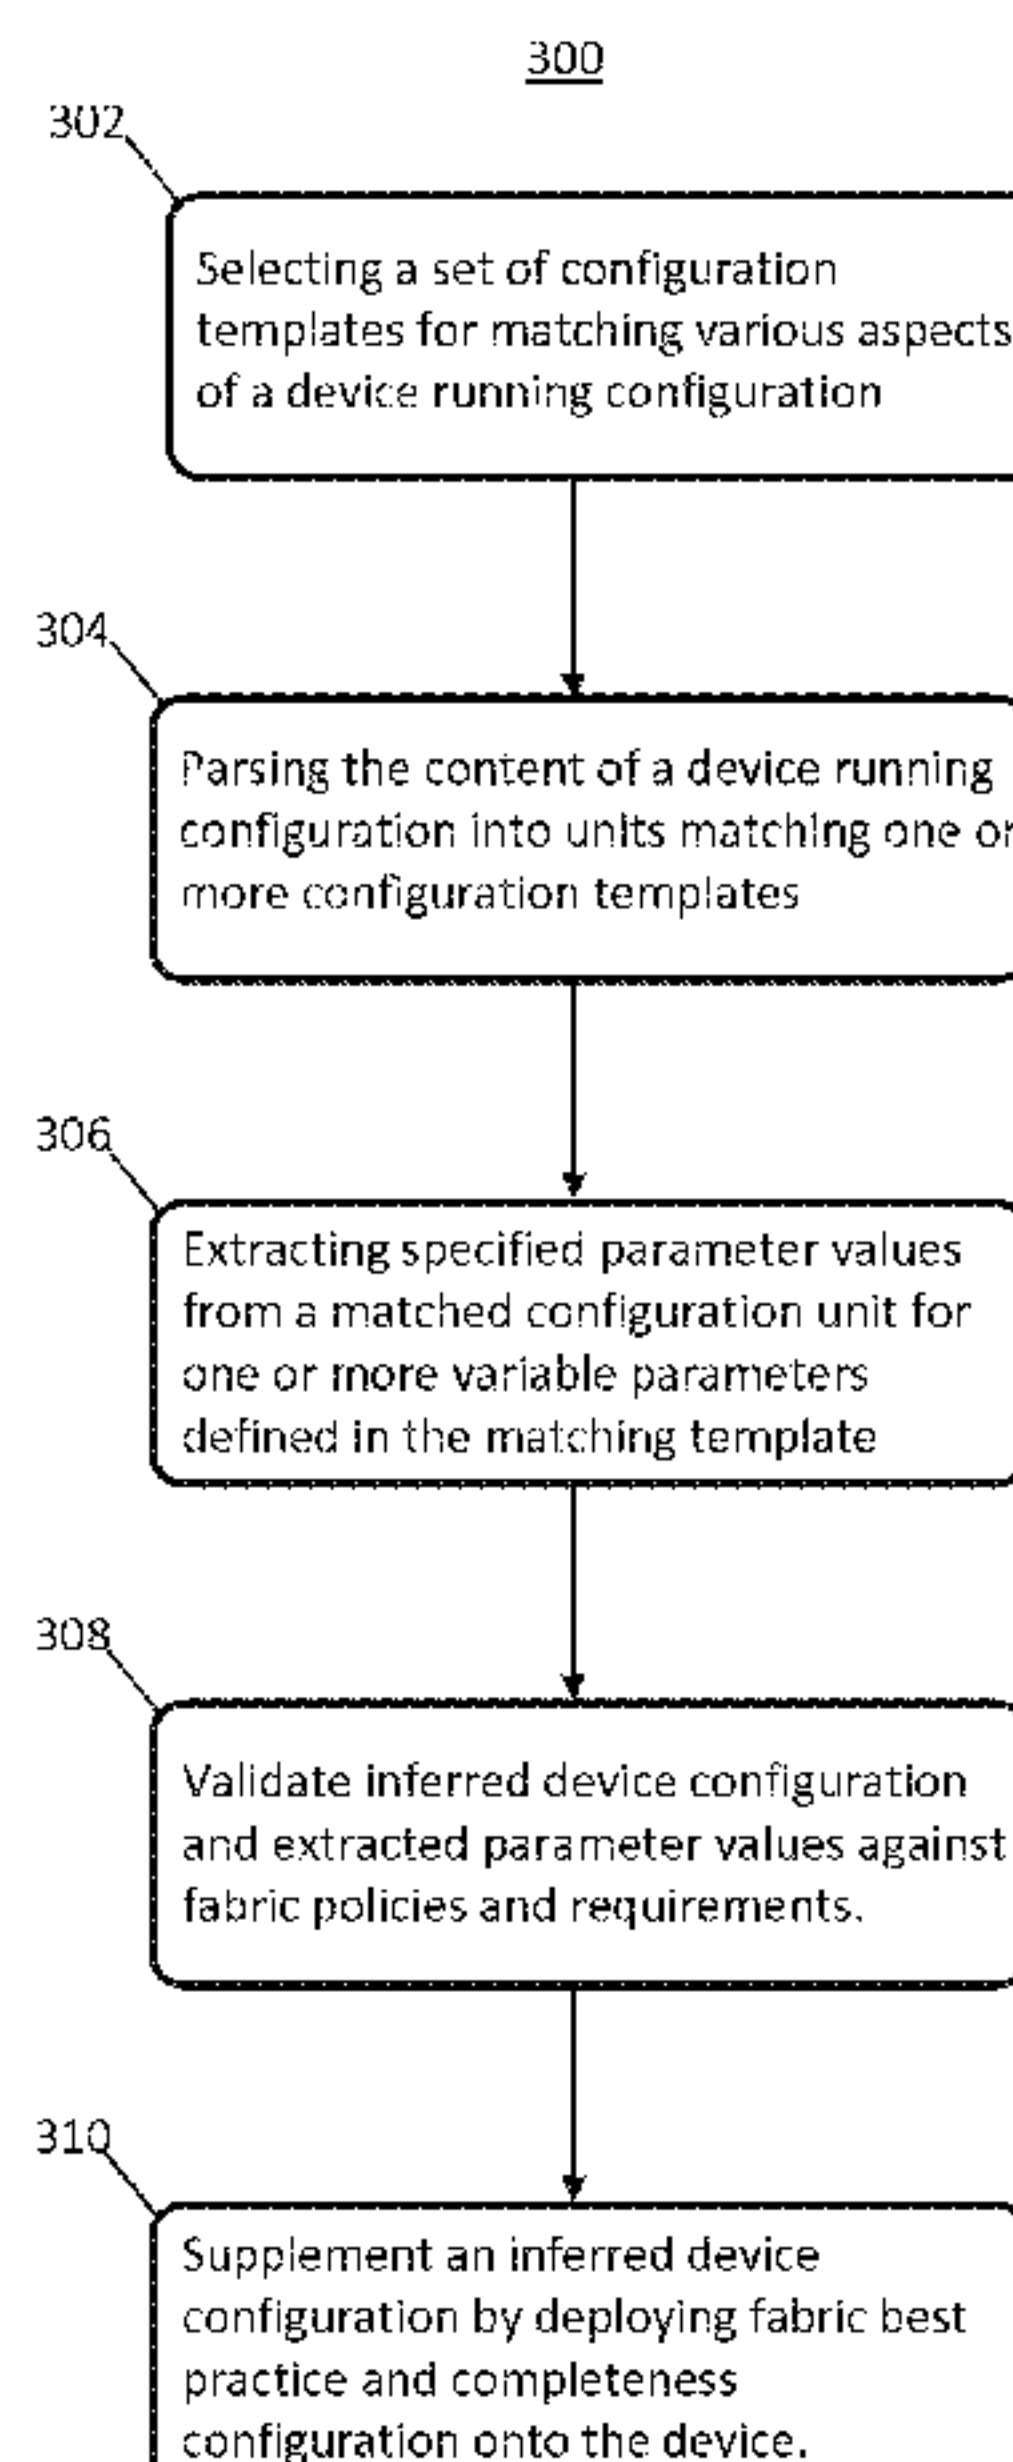 300
302
Selecting a set of configuration
templates for matching various aspects
of a device running configuration
304
Parsing the content of a device running
configuration into units matching one or
more configuration templates
306
Extracting specified parameter values
from a matched configuration unit for
one or more variable parameters
defined in the matching template
308
Validate inferred device configuration
and extracted parameter values against
fabric policies and requirements.
310
Supplement an inferred device
configuration by deploying fabric best
practice and completeness
configuration onto the device.